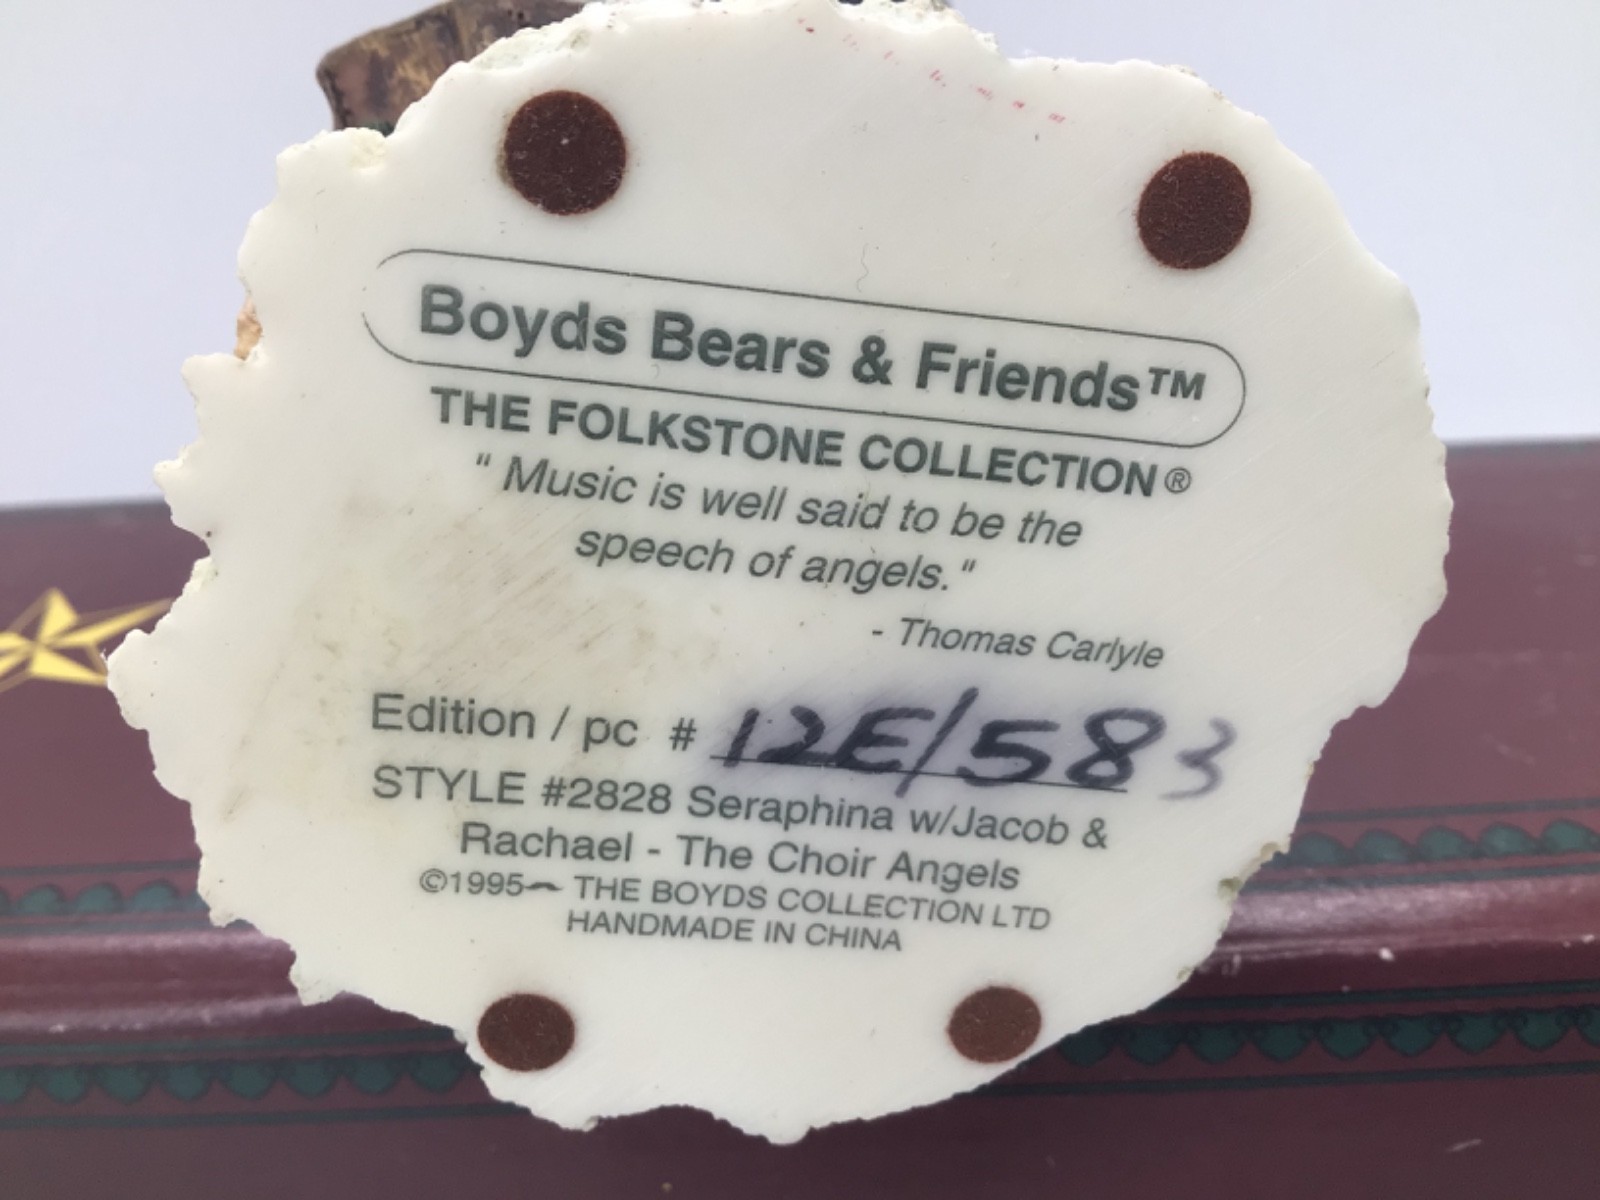 Boyds Bears & Friends™
THE FOLKSTONE COLLECTION®
" Music is well said to be the
speech of angels."
- Thomas Carlyle
Edition / pc # 12E/583
STYLE #2828 Seraphina w/Jacob &
Rachael - The Choir Angels
©1995 THE BOYDS COLLECTION LTD
HANDMADE IN CHINA